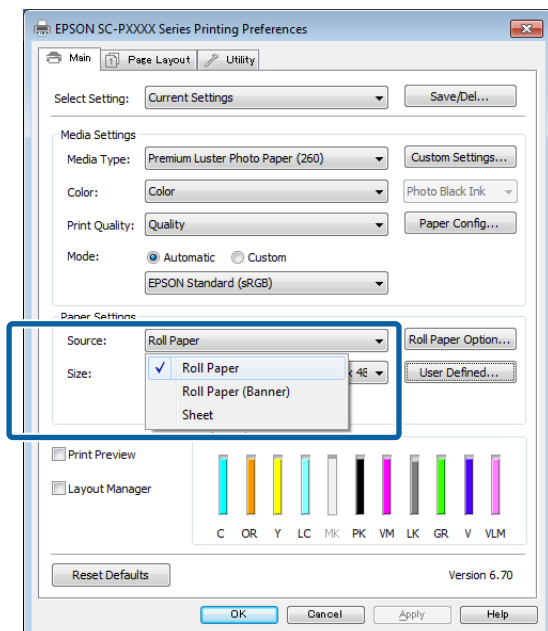 EPSON SC-PXXXX Series Printing Preferences
Main Page Layout Utility
Select Setting: Current Settings Save/Del...
Media Settings
Media Type: Premium Luster Photo Paper (260) Custom Settings...
Color: Color Photo Black Ink
Print Quality: Quality Paper Config...
Mode: Automatic Custom
EPSON Standard (sRGB)
Paper Settings
Source: Roll Paper Roll Paper Option...
Roll Paper
Size: x 48 User Defined...
Roll Paper (Banner)
Sheet
Print Preview
Layout Manager
C OR Y LC MK PK VM LK GR V VLM
Reset Defaults Version 6.70
OK Cancel Apply Help